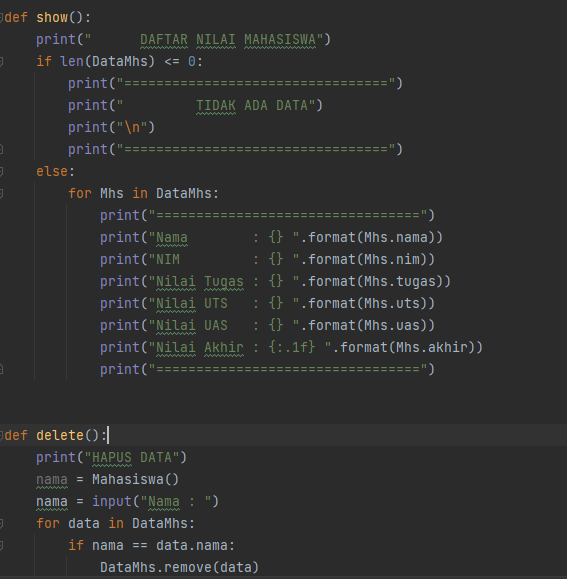 def show():
    print("      DAFTAR NILAI MAHASISWA")
    if len(DataMhs) <= 0:
        print("================================")
        print("         TIDAK ADA DATA")
        print("\n")
        print("================================")
    else:
        for Mhs in DataMhs:
            print("================================")
            print("Nama        : {} ".format(Mhs.nama))
            print("NIM         : {} ".format(Mhs.nim))
            print("Nilai Tugas : {} ".format(Mhs.tugas))
            print("Nilai UTS   : {} ".format(Mhs.uts))
            print("Nilai UAS   : {} ".format(Mhs.uas))
            print("Nilai Akhir : {:.1f} ".format(Mhs.akhir))
            print("================================")
def delete():
    print("HAPUS DATA")
    nama = Mahasiswa()
    nama = input("Nama : ")
    for data in DataMhs:
        if nama == data.nama:
            DataMhs.remove(data)